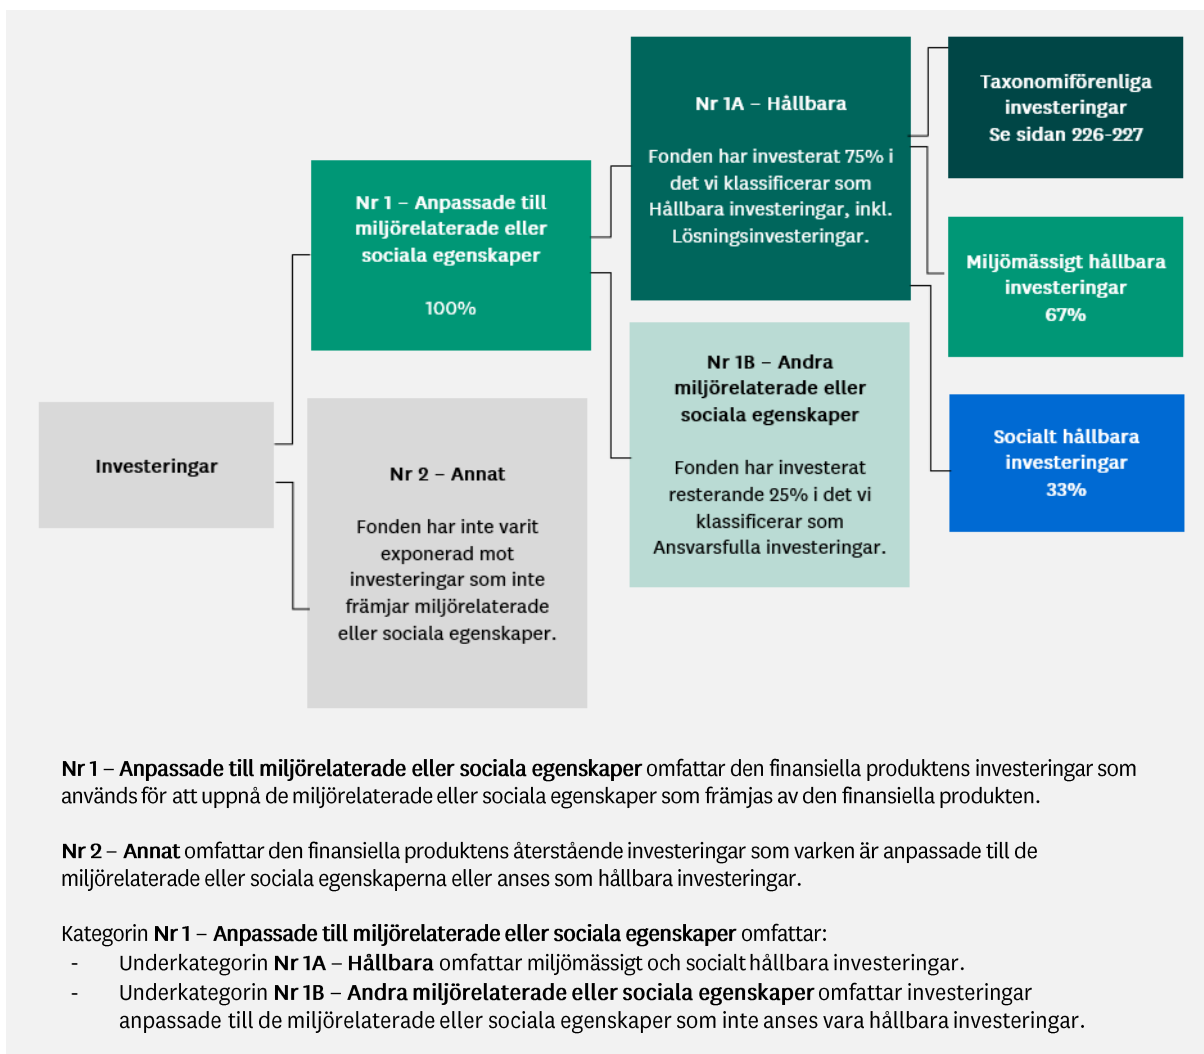 Investeringar
Nr 1 – Anpassade till
miljörelaterade eller
sociala egenskaper
100%
Nr 2 – Annat
Fonden har inte varit
exponerad mot
investeringar som inte
främjar miljörelaterade
eller sociala egenskaper.
Nr 1A – Hållbara
Fonden har investerat 75% i
det vi klassificerar som
Hållbara investeringar, inkl.
Lösningsinvesteringar.
Nr 1B – Andra
miljörelaterade eller
sociala egenskaper
Fonden har investerat
resterande 25% i det vi
klassificerar som
Ansvarsfulla investeringar.
Taxonomiförenliga
investeringar
Se sidan 226-227
Miljömässigt hållbara
investeringar
67%
Socialt hållbara
investeringar
33%
Nr 1 – Anpassade till miljörelaterade eller sociala egenskaper omfattar den finansiella produktens investeringar som
används för att uppnå de miljörelaterade eller sociala egenskaper som främjas av den finansiella produkten.
Nr 2 – Annat omfattar den finansiella produktens återstående investeringar som varken är anpassade till de
miljörelaterade eller sociala egenskaperna eller anses som hållbara investeringar.
Kategorin Nr 1 – Anpassade till miljörelaterade eller sociala egenskaper omfattar:
- Underkategorin Nr 1A – Hållbara omfattar miljömässigt och socialt hållbara investeringar.
- Underkategorin Nr 1B – Andra miljörelaterade eller sociala egenskaper omfattar investeringar
anpassade till de miljörelaterade eller sociala egenskaper som inte anses vara hållbara investeringar.